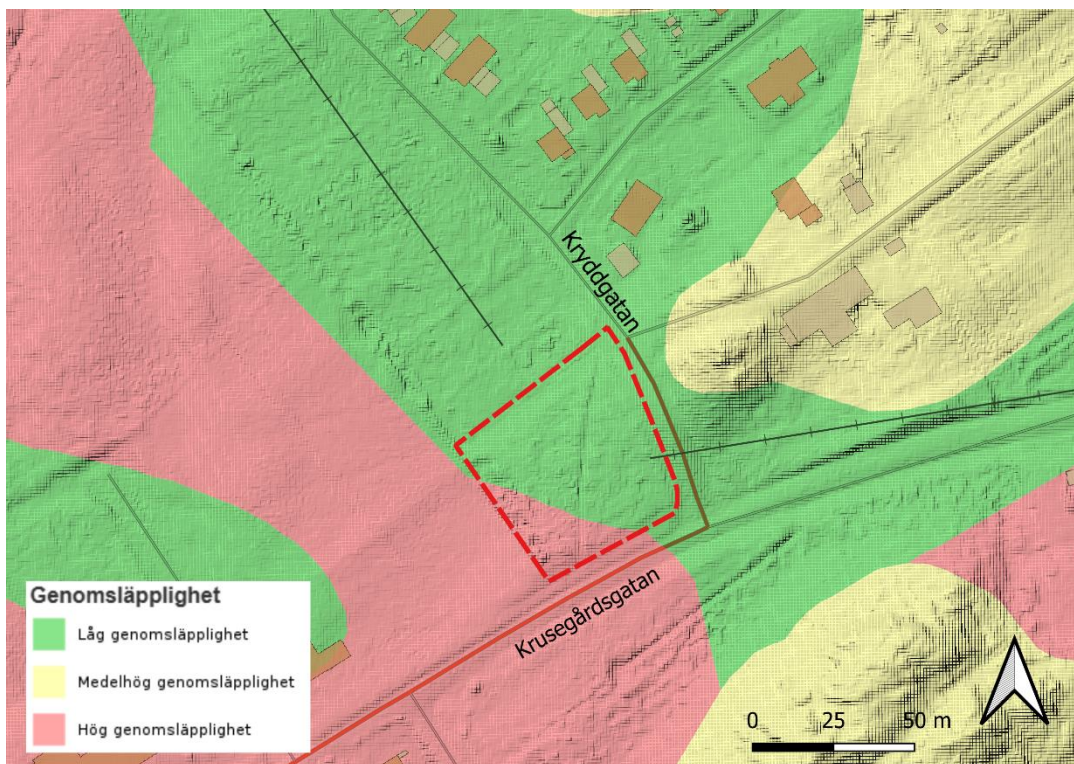 Kryddgatan
Krusegårdsgatan
Genomsläpplighet
Låg genomsläpplighet
Medelhög genomsläpplighet
Hög genomsläpplighet
0 25 50 m